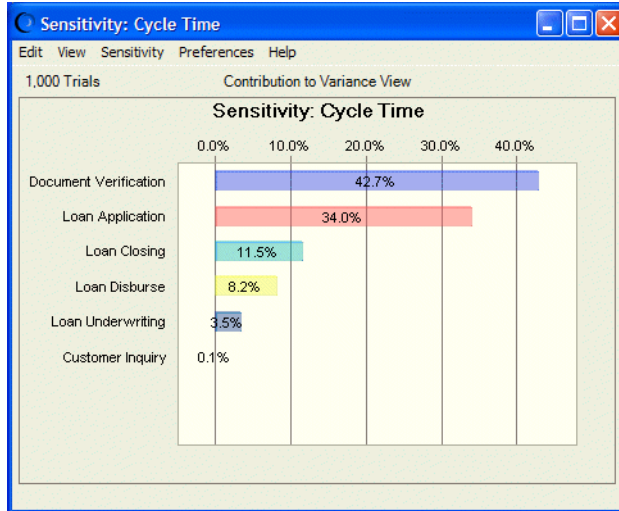 Sensitivity: Cycle Time
Edit View Sensitivity Preferences Help
1,000 Trials Contribution to Variance View
Sensitivity: Cycle Time
0.0% 10.0% 20.0% 30.0% 40.0%
Document Verification 42.7%
Loan Application 34.0%
Loan Closing 11.5%
Loan Disburse 8.2%
Loan Underwriting 3.5%
Customer Inquiry 0.1%